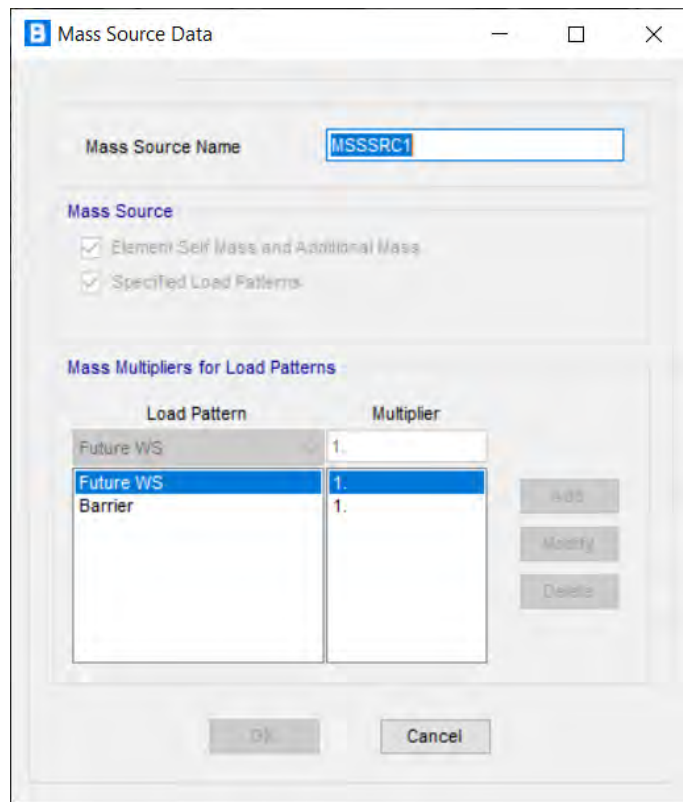 B Mass Source Data
Mass Source Name MSSSRC1
Mass Source
Element Self Mass and Additional Mass
Specified Load Patterns
Mass Multipliers for Load Patterns
Load Pattern Multiplier
Future WS 1.
Future WS 1.
Barrier 1.
Add
Modify
Delete
OK Cancel